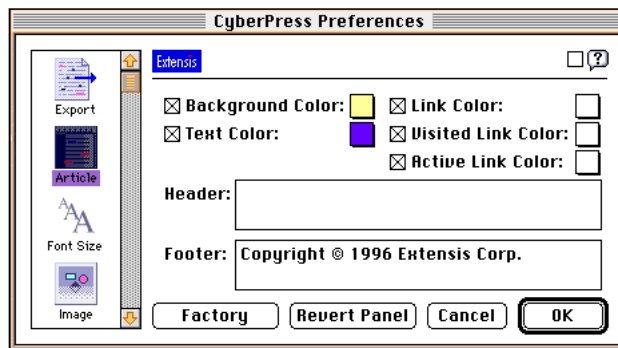 CyberPress Preferences
Extensis
Export
Article
Font Size
Image
Background Color:
Link Color:
Text Color:
Visited Link Color:
Active Link Color:
Header:
Footer:
Copyright © 1996 Extensis Corp.
Factory
Revert Panel
Cancel
OK